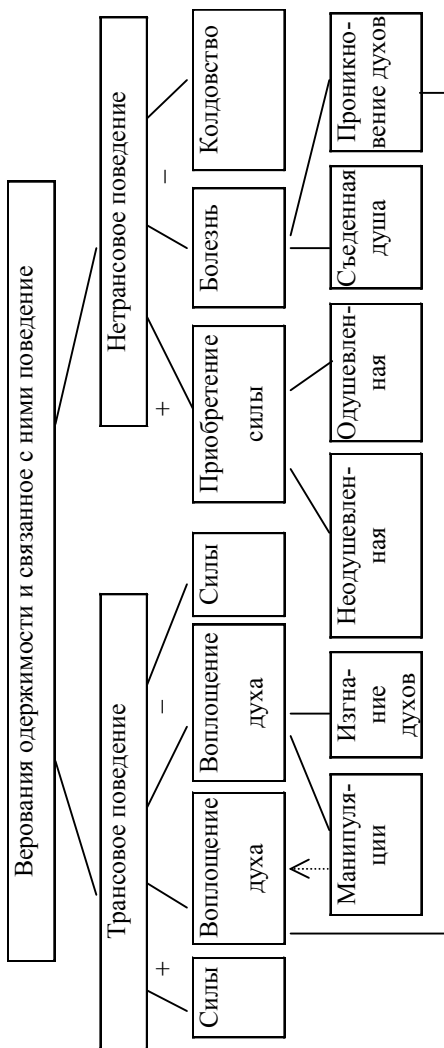 Верования одержимости и связанное с ними поведение
Трансовое поведение
Нетрансовое поведение
+
–
+
–
Силы
Воплощение
духа
Воплощение
духа
Силы
Приобретение
силы
Болезнь
Колдовство
Манипуля-
ции
Изгна-
ние
духов
Неодушевлен-
ная
Одушевлен-
ная
Съеденная
душа
Проникно-
вение духов